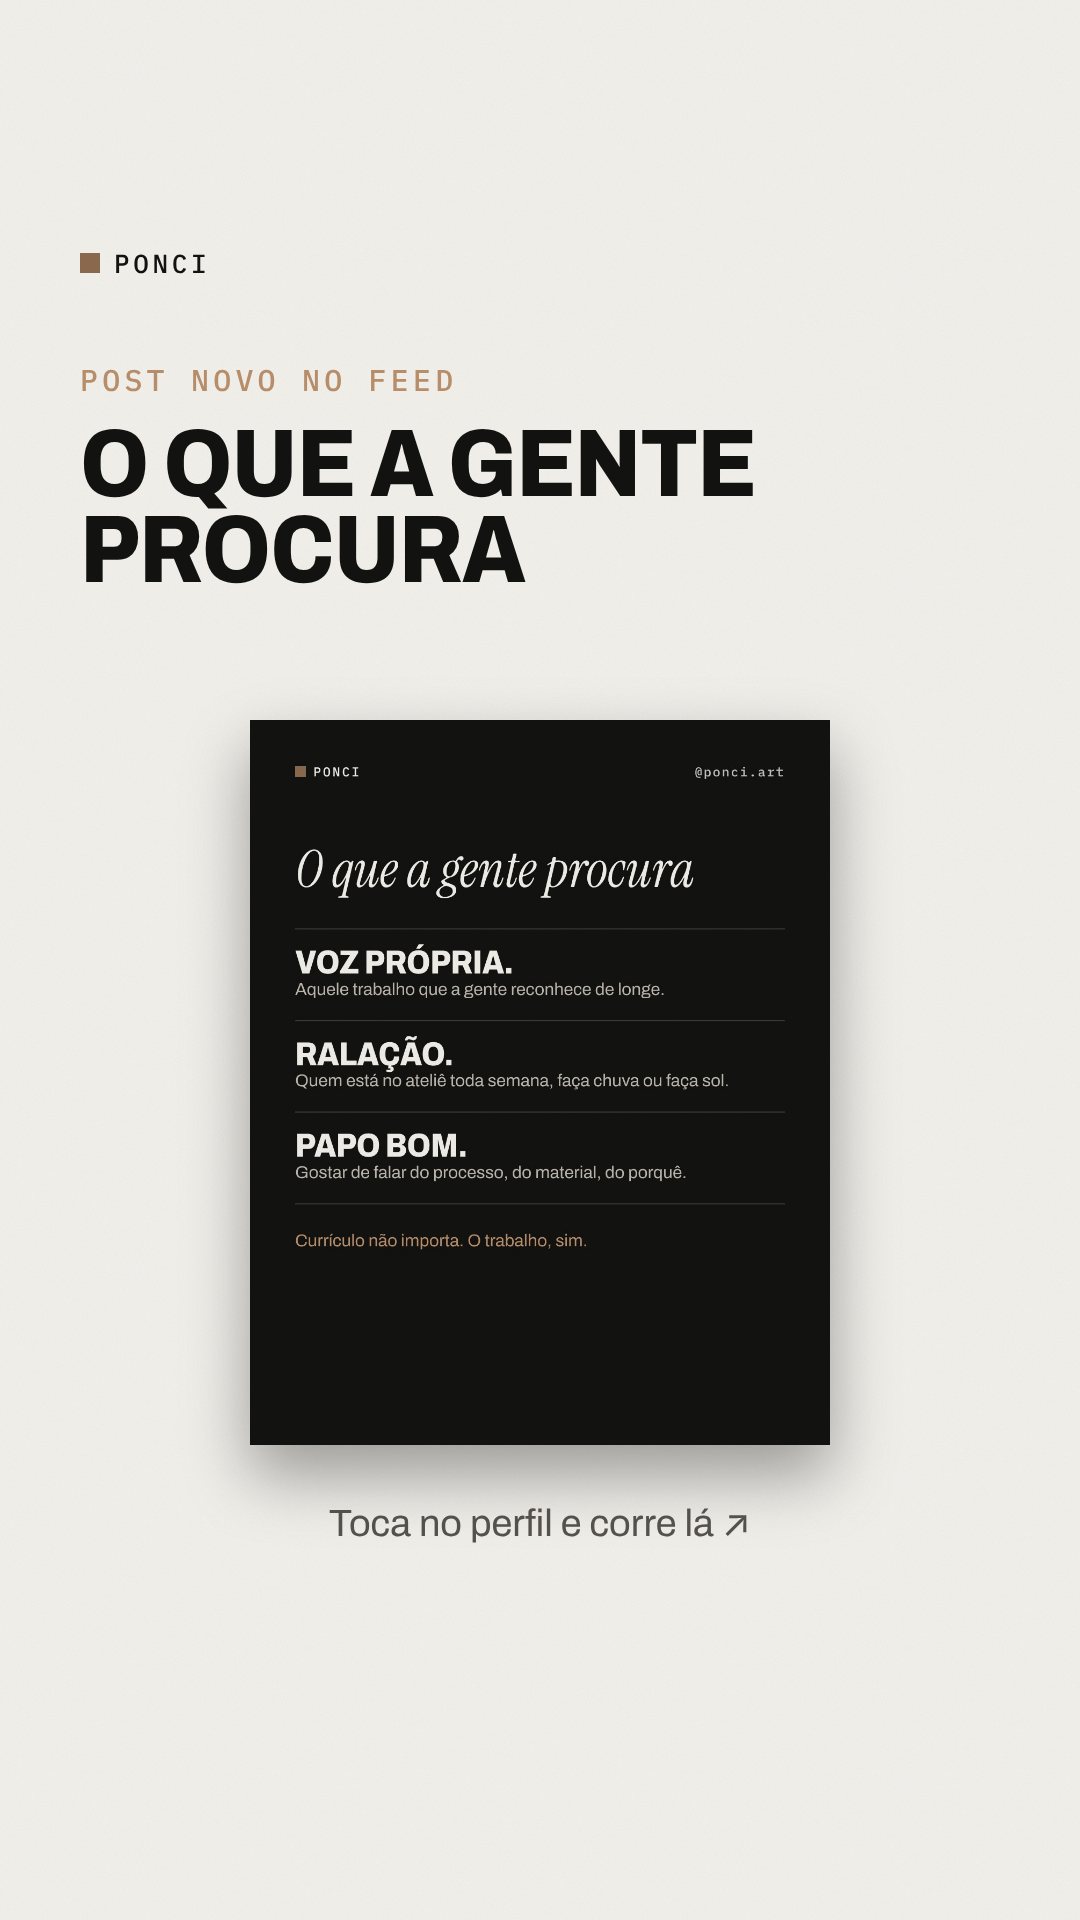 PONCI
POST NOVO NO FEED
O QUE A GENTE
PROCURA
PONCI
@ponci.art
O que a gente procura
VOZ PRÓPRIA.
Aquele trabalho que a gente reconhece de longe.
RALAÇÃO.
Quem está no ateliê toda semana, faça chuva ou faça sol.
PAPO BOM.
Gostar de falar do processo, do material, do porquê.
Currículo não importa. O trabalho, sim.
Toca no perfil e corre lá ↗